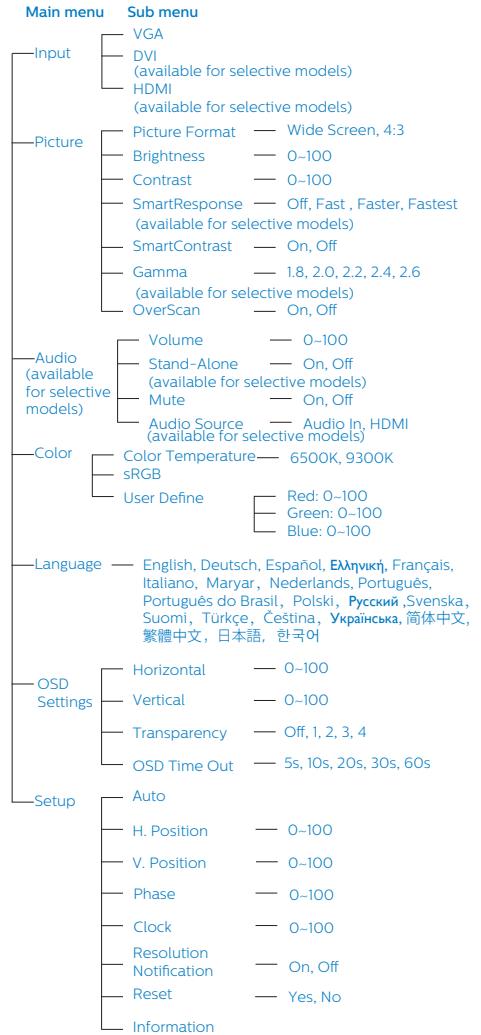 Main menu Sub menu
Input
VGA
DVI
(available for selective models)
HDMI
(available for selective models)
Picture
Picture Format Wide Screen, 4:3
Brightness 0~100
Contrast 0~100
SmartResponse Off, Fast , Faster, Fastest
(available for selective models)
SmartContrast On, Off
Gamma 1.8, 2.0, 2.2, 2.4, 2.6
(available for selective models)
OverScan On, Off
Audio
(available
for selective
models)
Volume 0~100
Stand-Alone On, Off
(available for selective models)
Mute On, Off
Audio Source Audio In, HDMI
(available for selective models)
Color
Color Temperature 6500K, 9300K
sRGB
User Define
Red: 0~100
Green: 0~100
Blue: 0~100
Language
English, Deutsch, Español, Ελληνική, Français,
Italiano, Maryar, Nederlands, Português,
Português do Brasil, Polski, Русский ,Svenska,
Suomi, Türkçe, Čeština, Українська, 简体中文,
繁體中文, 日本語, 한국어
OSD
Settings
Horizontal 0~100
Vertical 0~100
Transparency Off, 1, 2, 3, 4
OSD Time Out 5s, 10s, 20s, 30s, 60s
Setup
Auto
H. Position 0~100
V. Position 0~100
Phase 0~100
Clock 0~100
Resolution
Notification On, Off
Reset Yes, No
Information